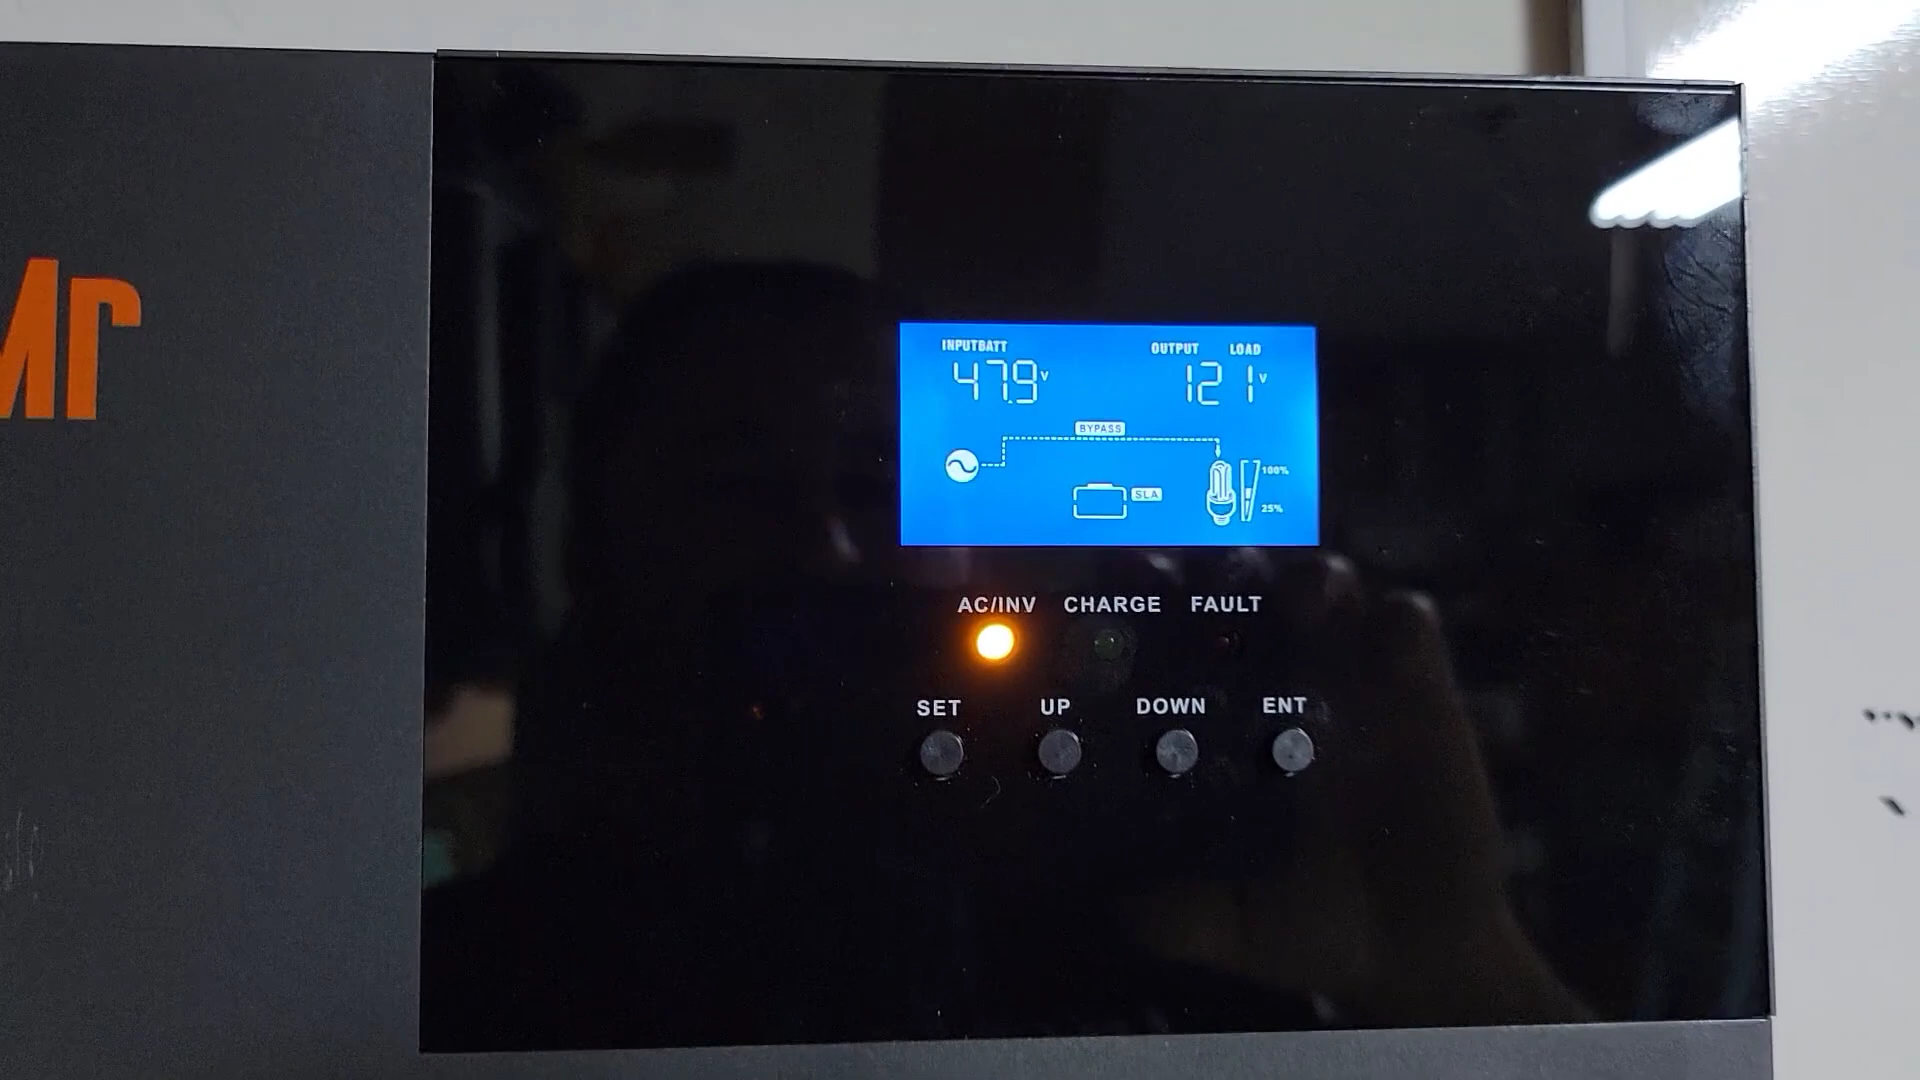 INPUTBATT OUTPUT LOAD
47.9V 121V
BYPASS
100%
SLA
25%
AC/INV CHARGE FAULT
SET UP DOWN ENT